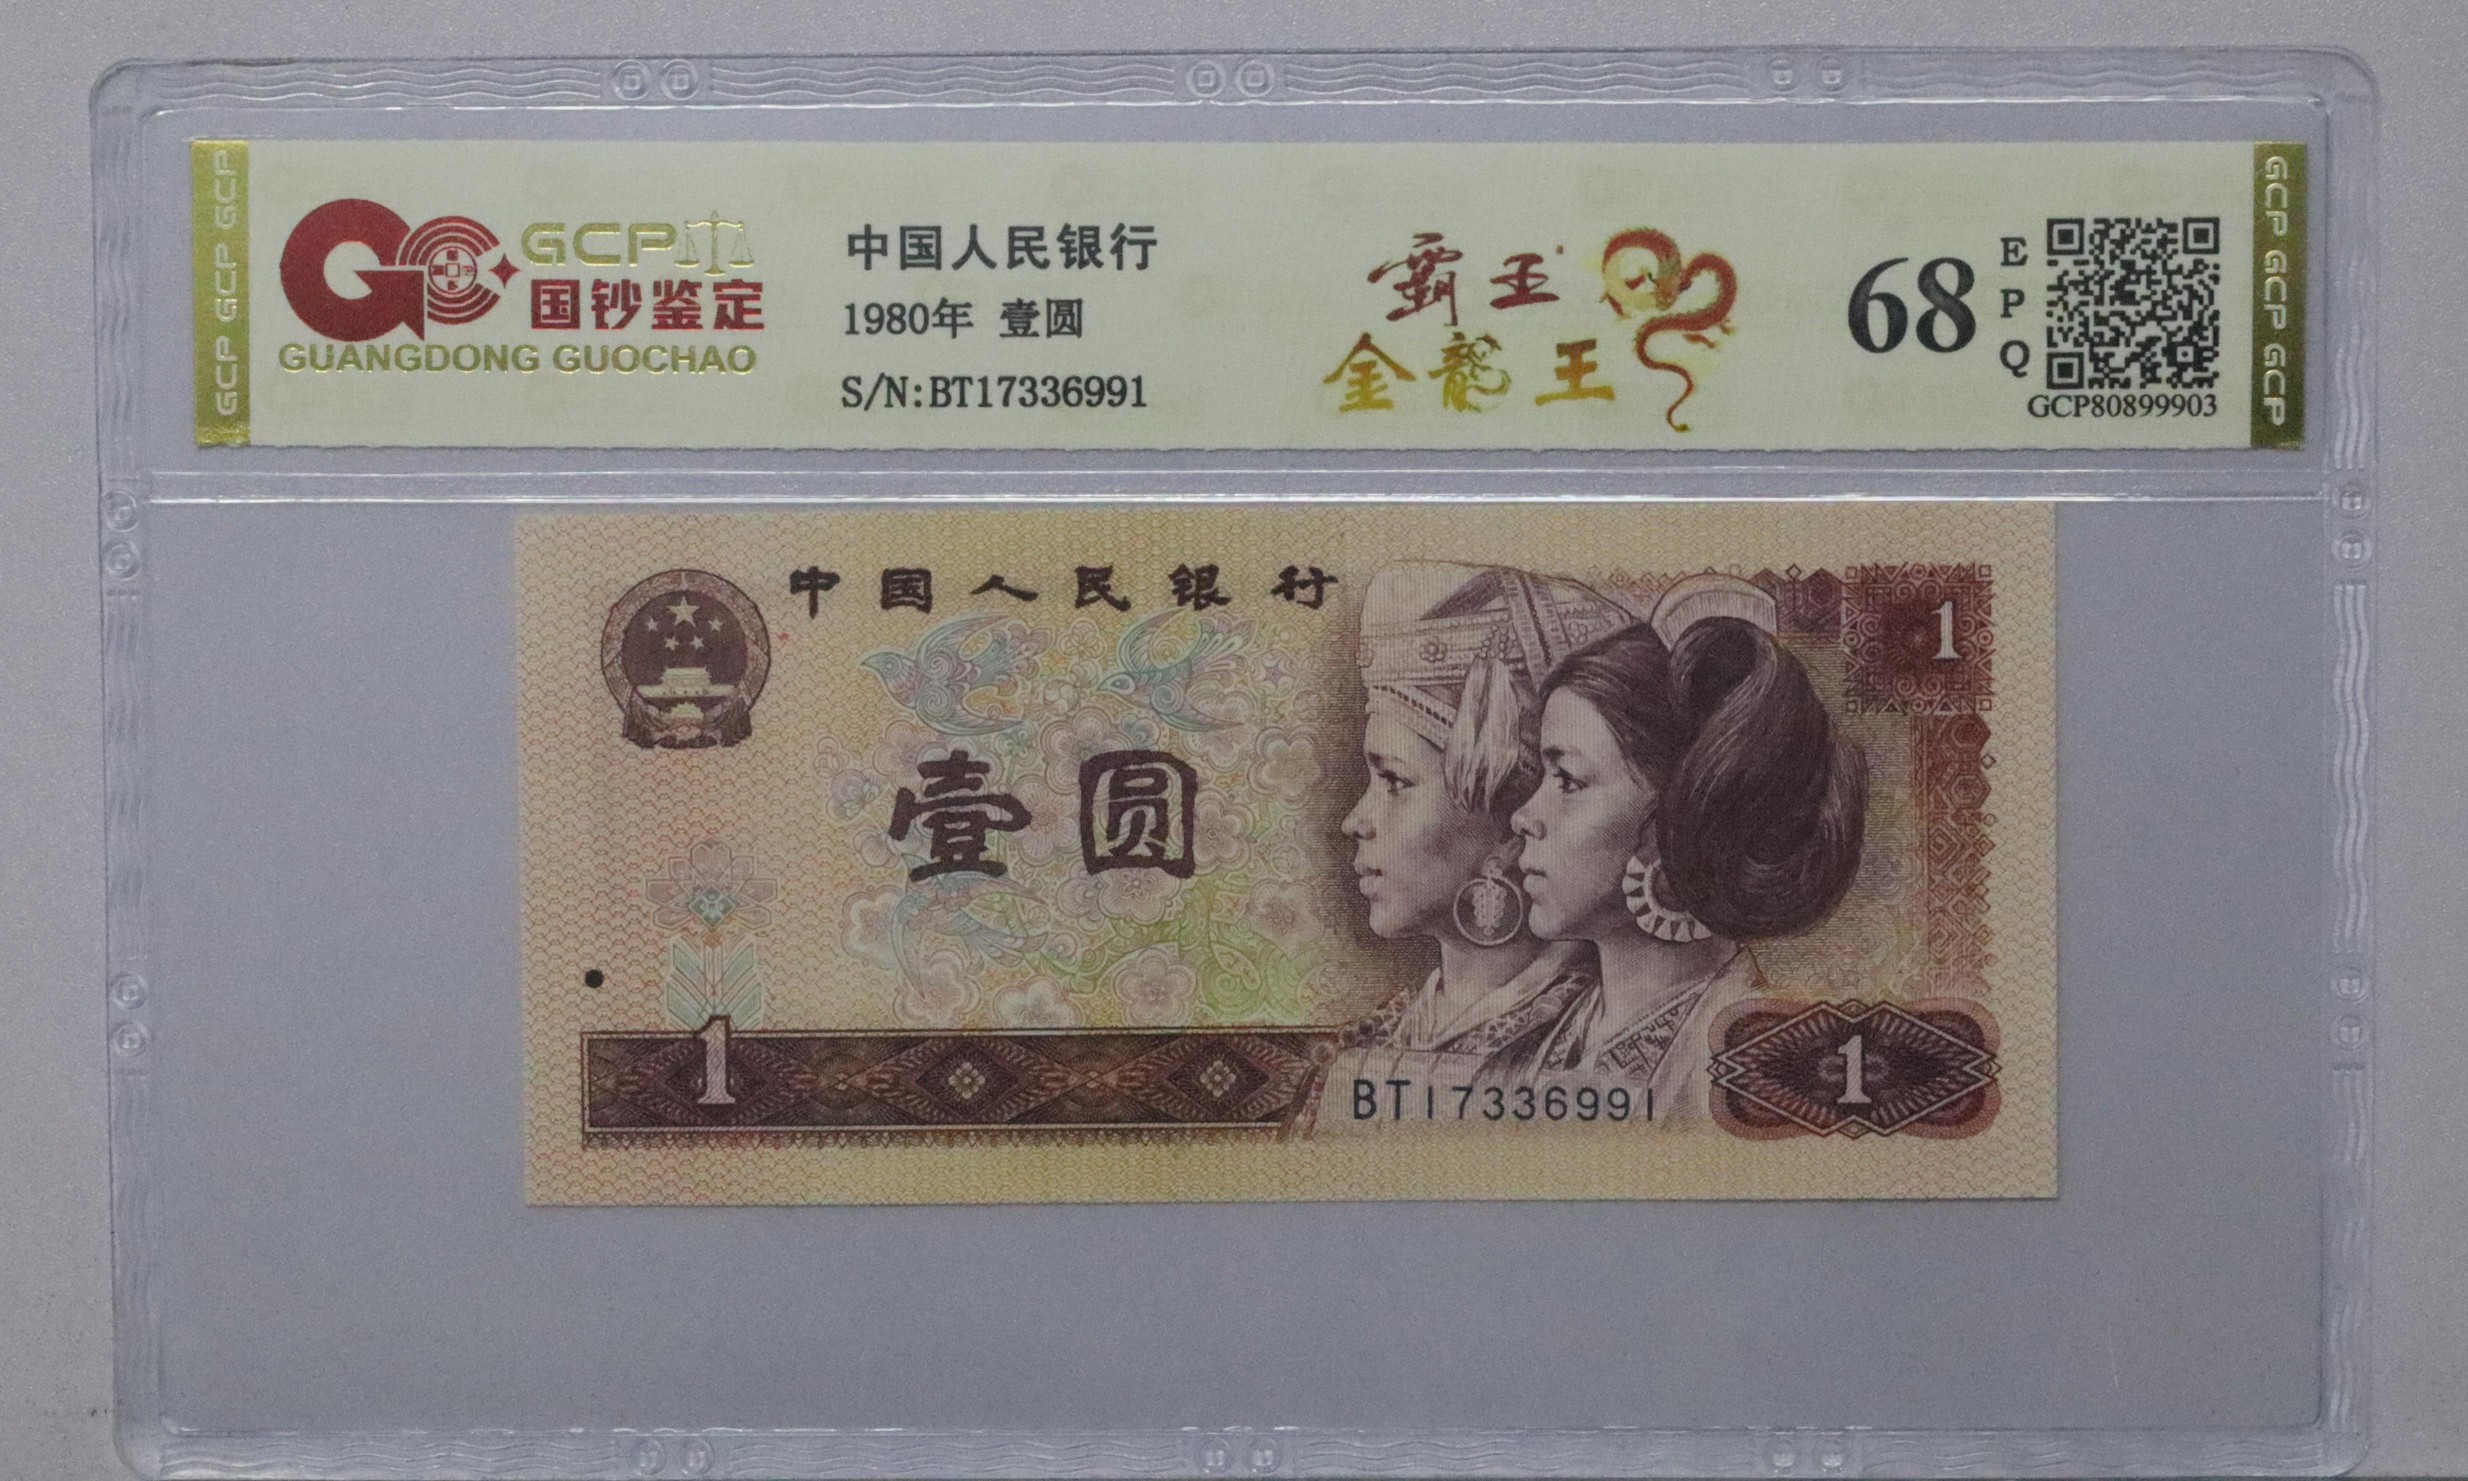 GCP GCP GCP
GCP
国钞鉴定
GUANGDONG GUOCHAO
中国人民银行
1980年 壹圆
S/N:BT17336991
霸王
金龍王
68
E
P
Q
GCP80899903
GCP GCP GCP
中国人民银行
1
壹圆
1
1
BT17336991